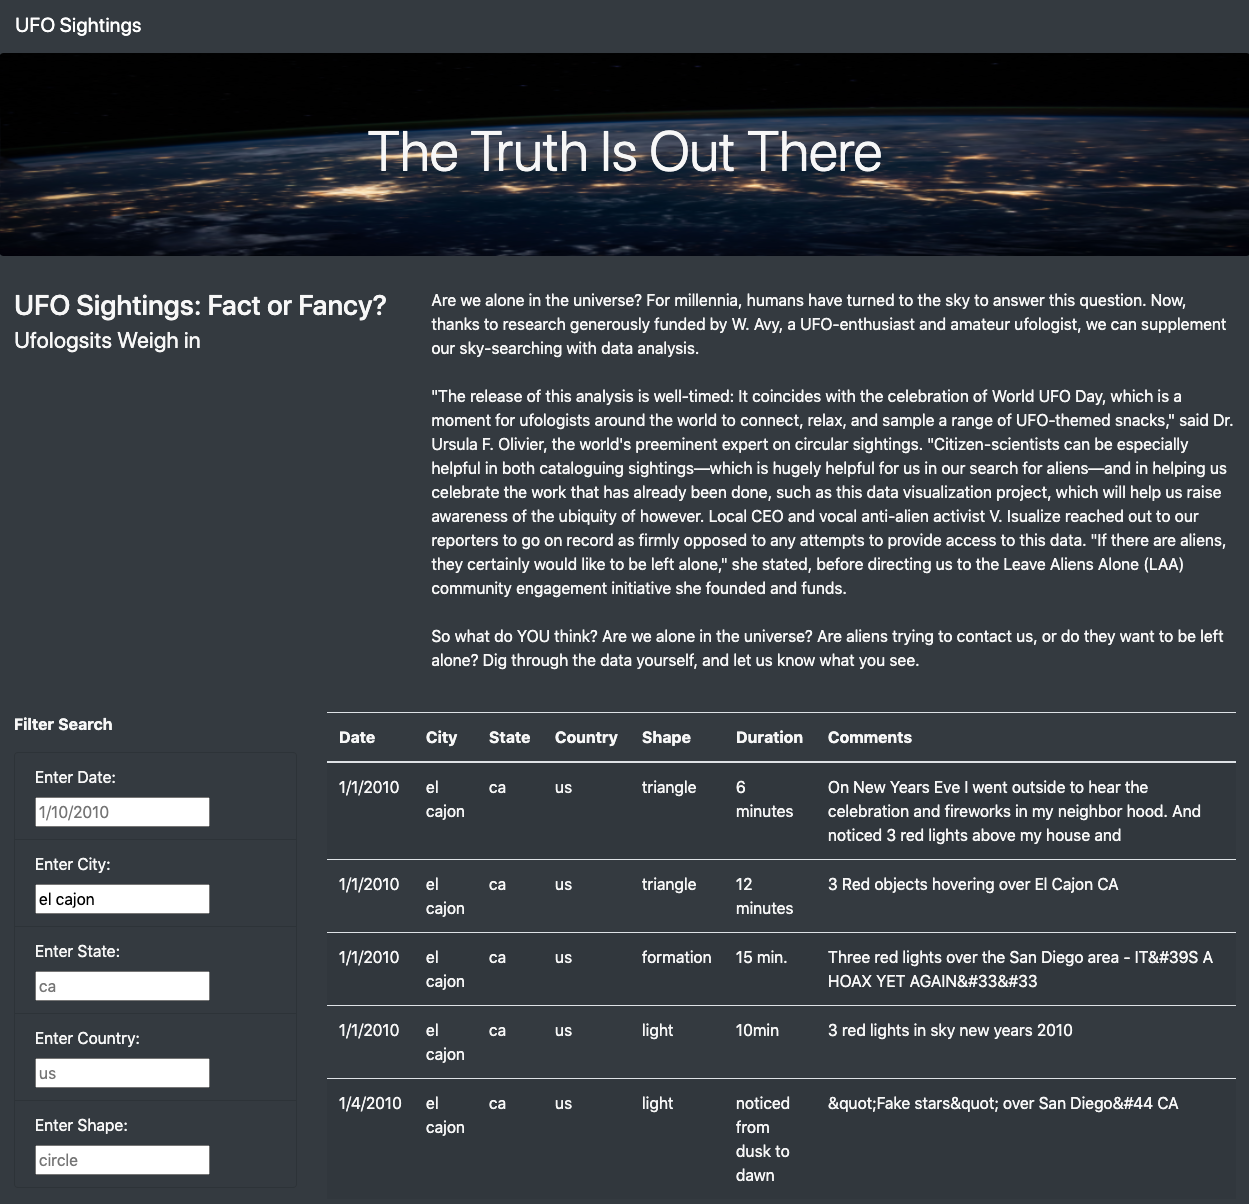 UFO Sightings
The Truth Is Out There
UFO Sightings: Fact or Fancy?
Ufologsits Weigh in
Are we alone in the universe? For millennia, humans have turned to the sky to answer this question. Now,
thanks to research generously funded by W. Avy, a UFO-enthusiast and amateur ufologist, we can supplement
our sky-searching with data analysis.
"The release of this analysis is well-timed: It coincides with the celebration of World UFO Day, which is a
moment for ufologists around the world to connect, relax, and sample a range of UFO-themed snacks," said Dr.
Ursula F. Olivier, the world's preeminent expert on circular sightings. "Citizen-scientists can be especially
helpful in both cataloguing sightings—which is hugely helpful for us in our search for aliens—and in helping us
celebrate the work that has already been done, such as this data visualization project, which will help us raise
awareness of the ubiquity of however. Local CEO and vocal anti-alien activist V. Isualize reached out to our
reporters to go on record as firmly opposed to any attempts to provide access to this data. "If there are aliens,
they certainly would like to be left alone," she stated, before directing us to the Leave Aliens Alone (LAA)
community engagement initiative she founded and funds.
So what do YOU think? Are we alone in the universe? Are aliens trying to contact us, or do they want to be left
alone? Dig through the data yourself, and let us know what you see.
Filter Search
Enter Date:
1/10/2010
Enter City:
el cajon
Enter State:
ca
Enter Country:
us
Enter Shape:
circle
Date City State Country Shape Duration Comments
1/1/2010 el ca us triangle 6 On New Years Eve I went outside to hear the
cajon minutes celebration and fireworks in my neighbor hood. And
noticed 3 red lights above my house and
1/1/2010 el ca us triangle 12 3 Red objects hovering over El Cajon CA
cajon minutes
1/1/2010 el ca us formation 15 min. Three red lights over the San Diego area - IT&#39S A
cajon HOAX YET AGAIN&#33&#33
1/1/2010 el ca us light 10min 3 red lights in sky new years 2010
cajon
1/4/2010 el ca us light noticed &quot;Fake stars&quot; over San Diego&#44 CA
cajon from
dusk to
dawn